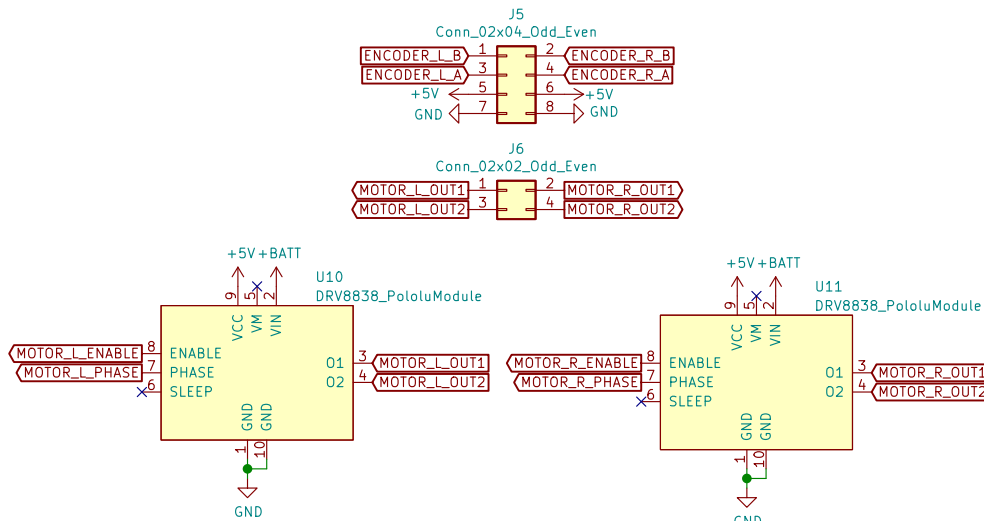 J5
Conn_02x04_Odd_Even
ENCODER_L_B 1 2 ENCODER_R_B
ENCODER_L_A 3 4 ENCODER_R_A
+5V 5 6 +5V
GND 7 8 GND
J6
Conn_02x02_Odd_Even
MOTOR_L_OUT1 1 2 MOTOR_R_OUT1
MOTOR_L_OUT2 3 4 MOTOR_R_OUT2
+5V +BATT
U10
DRV8838_PololuModule
9 5 2
VCC VM VIN
MOTOR_L_ENABLE 8 ENABLE
MOTOR_L_PHASE 7 PHASE
6 SLEEP
O1 3 MOTOR_L_OUT1
O2 4 MOTOR_L_OUT2
GND GND
1 10
GND
+5V +BATT
U11
DRV8838_PololuModule
9 5 2
VCC VM VIN
MOTOR_R_ENABLE 8 ENABLE
MOTOR_R_PHASE 7 PHASE
6 SLEEP
O1 3 MOTOR_R_OUT1
O2 4 MOTOR_R_OUT2
GND GND
1 10
GND